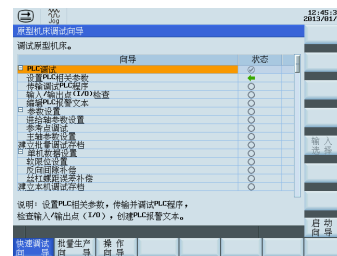 Jog
12:45:3
2013/01/
原型机床调试向导
调试原型机床。
向导
状态
PLC调试
设置PLC相关参数
传输调试PLC程序
输入/输出点(I/O)检查
编辑PLC报警文本
参数设置
进给轴参数设置
参考点调试
主轴参数设置
建立批量调试存档
单机数据设置
软限位设置
反向间隙补偿
丝杠螺距误差补偿
建立本机调试存档
输入
选择
说明：设置PLC相关参数，传输并调试PLC程序，
检查输入/输出点(I/O)，创建PLC报警文本。
启动
向导
快速调试 批量生产 操作
向导 向导 向导